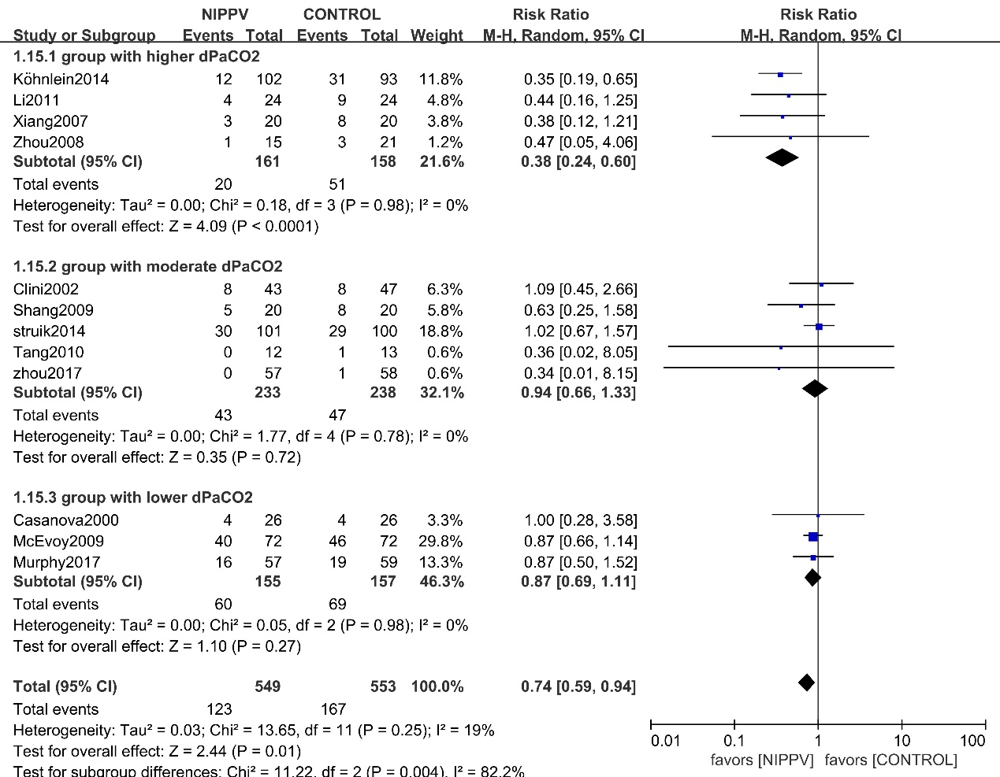 NIPPV CONTROL Risk Ratio Risk Ratio
Study or Subgroup Events Total Events Total Weight M-H, Random, 95% CI M-H, Random, 95% CI
1.15.1 group with higher dPaCO2
Köhnlein2014 12 102 31 93 11.8% 0.35 [0.19, 0.65]
Li2011 4 24 9 24 4.8% 0.44 [0.16, 1.25]
Xiang2007 3 20 8 20 3.8% 0.38 [0.12, 1.21]
Zhou2008 1 15 3 21 1.2% 0.47 [0.05, 4.06]
Subtotal (95% CI) 161 158 21.6% 0.38 [0.24, 0.60]
Total events 20 51
Heterogeneity: Tau² = 0.00; Chi² = 0.18, df = 3 (P = 0.98); I² = 0%
Test for overall effect: Z = 4.09 (P < 0.0001)
1.15.2 group with moderate dPaCO2
Clini2002 8 43 8 47 6.3% 1.09 [0.45, 2.66]
Shang2009 5 20 8 20 5.8% 0.63 [0.25, 1.58]
struik2014 30 101 29 100 18.8% 1.02 [0.67, 1.57]
Tang2010 0 12 1 13 0.6% 0.36 [0.02, 8.05]
zhou2017 0 57 1 58 0.6% 0.34 [0.01, 8.15]
Subtotal (95% CI) 233 238 32.1% 0.94 [0.66, 1.33]
Total events 43 47
Heterogeneity: Tau² = 0.00; Chi² = 1.77, df = 4 (P = 0.78); I² = 0%
Test for overall effect: Z = 0.35 (P = 0.72)
1.15.3 group with lower dPaCO2
Casanova2000 4 26 4 26 3.3% 1.00 [0.28, 3.58]
McEvoy2009 40 72 46 72 29.8% 0.87 [0.66, 1.14]
Murphy2017 16 57 19 59 13.3% 0.87 [0.50, 1.52]
Subtotal (95% CI) 155 157 46.3% 0.87 [0.69, 1.11]
Total events 60 69
Heterogeneity: Tau² = 0.00; Chi² = 0.05, df = 2 (P = 0.98); I² = 0%
Test for overall effect: Z = 1.10 (P = 0.27)
Total (95% CI) 549 553 100.0% 0.74 [0.59, 0.94]
Total events 123 167
Heterogeneity: Tau² = 0.03; Chi² = 13.65, df = 11 (P = 0.25); I² = 19%
Test for overall effect: Z = 2.44 (P = 0.01)
Test for subgroup differences: Chi² = 11.22, df = 2 (P = 0.004), I² = 82.2%
0.01 0.1 1 10 100
favors [NIPPV] favors [CONTROL]